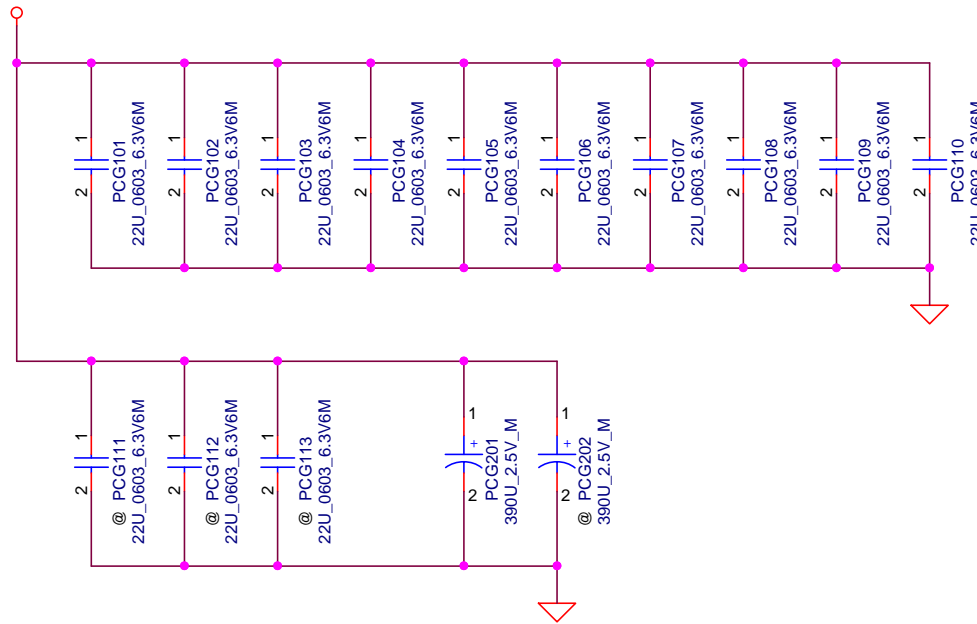 1
2
PCG101
22U_0603_6.3V6M
1
2
PCG102
22U_0603_6.3V6M
1
2
PCG103
22U_0603_6.3V6M
1
2
PCG104
22U_0603_6.3V6M
1
2
PCG105
22U_0603_6.3V6M
1
2
PCG106
22U_0603_6.3V6M
1
2
PCG107
22U_0603_6.3V6M
1
2
PCG108
22U_0603_6.3V6M
1
2
PCG109
22U_0603_6.3V6M
1
2
PCG110
22U_0603_6.3V6M
1
2
@ PCG111
22U_0603_6.3V6M
1
2
@ PCG112
22U_0603_6.3V6M
1
2
@ PCG113
22U_0603_6.3V6M
1
+
2
PCG201
390U_2.5V_M
1
+
2
@ PCG202
390U_2.5V_M